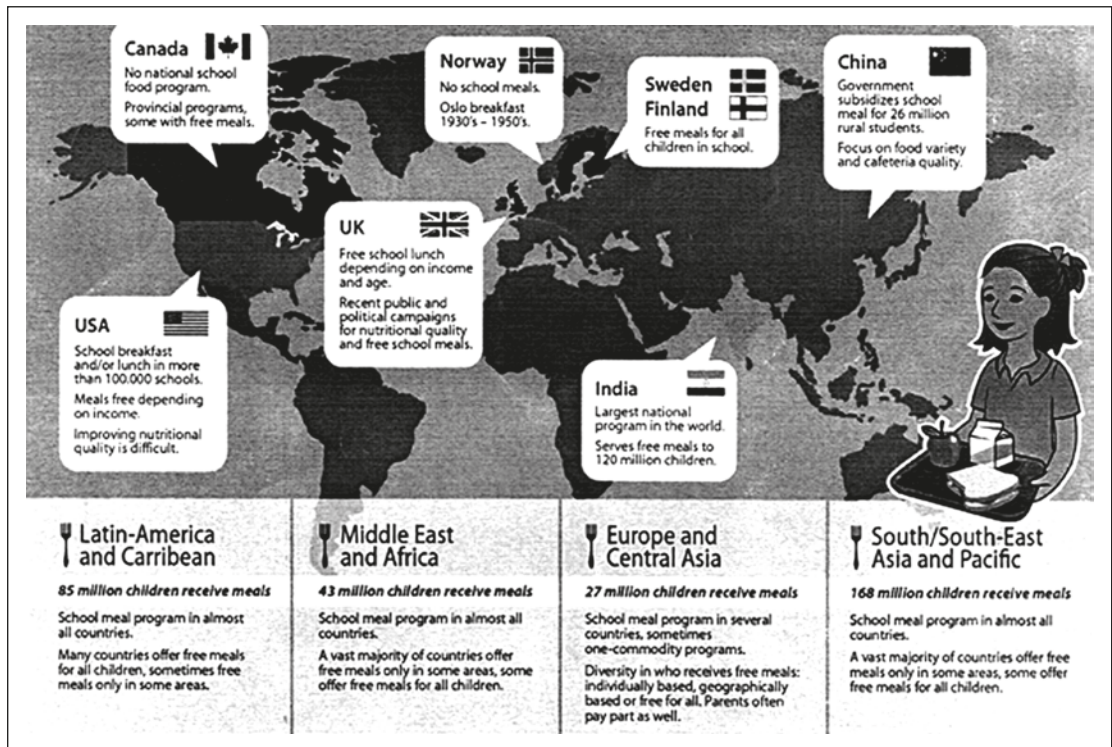 Canada
No national school
food program.
Provincial programs,
some with free meals.
Norway
No school meals.
Oslo breakfast
1930's – 1950's.
Sweden
Finland
Free meals for all
children in school.
China
Government
subsidizes school
meal for 26 million
rural students.
Focus on food variety
and cafeteria quality.
UK
Free school lunch
depending on income
and age.
Recent public and
political campaigns
for nutritional quality
and free school meals.
USA
School breakfast
and/or lunch in more
than 100.000 schools.
Meals free depending
on income.
Improving nutritional
quality is difficult.
India
Largest national
program in the world.
Serves free meals to
120 million children.
Latin-America
and Carribean
85 million children receive meals
School meal program in almost
all countries.
Many countries offer free meals
for all children, sometimes free
meals only in some areas.
Middle East
and Africa
43 million children receive meals
School meal program in almost all
countries.
A vast majority of countries offer
free meals only in some areas, some
offer free meals for all children.
Europe and
Central Asia
27 million children receive meals
School meal program in several
countries, sometimes
one-commodity programs.
Diversity in who receives free meals:
individually based, geographically
based or free for all. Parents often
pay part as well.
South/South-East
Asia and Pacific
168 million children receive meals
School meal program in almost all
countries.
A vast majority of countries offer free
meals only in some areas, some offer
free meals for all children.